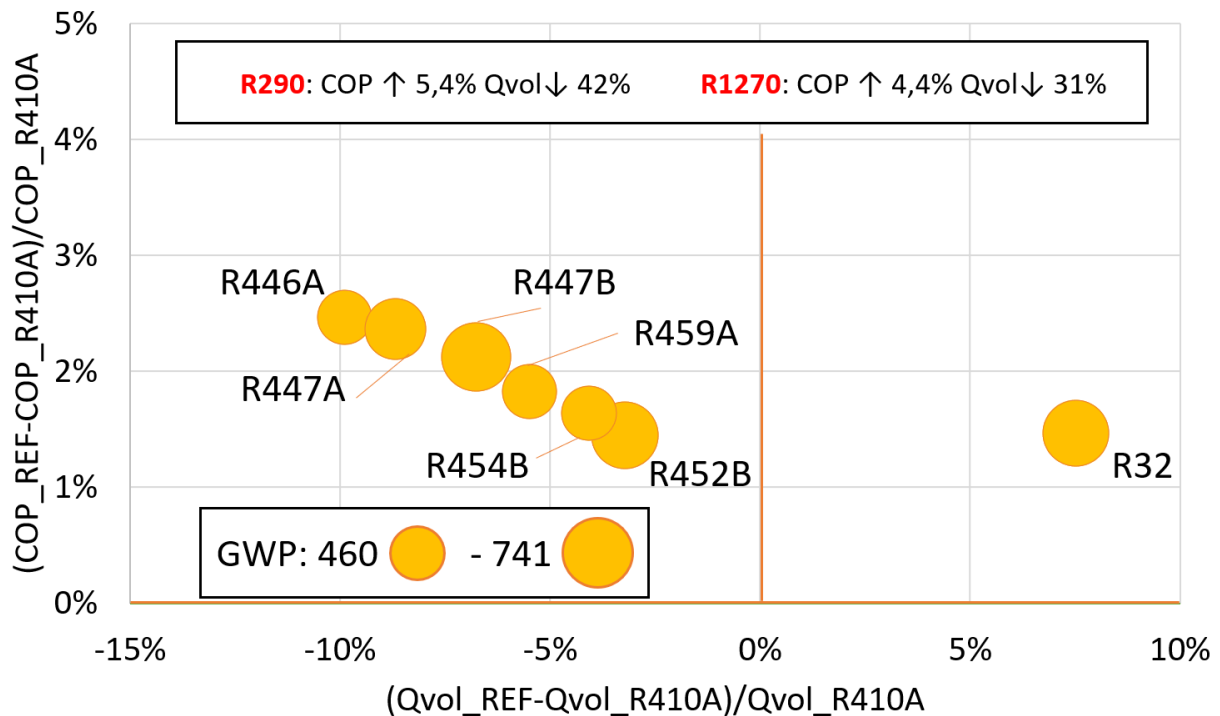 (COP_REF-COP_R410A)/COP_R410A
5%
4%
3%
2%
1%
0%
R290: COP ↑ 5,4% Qvol↓ 42%
R1270: COP ↑ 4,4% Qvol↓ 31%
R446A
R447B
R459A
R447A
R454B
R452B
R32
GWP: 460 - 741
-15%
-10%
-5%
0%
5%
10%
(Qvol_REF-Qvol_R410A)/Qvol_R410A